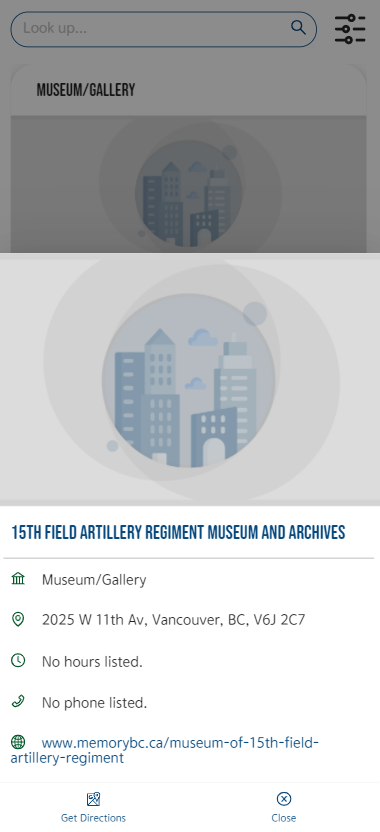 Look up...
MUSEUM/GALLERY
15TH FIELD ARTILLERY REGIMENT MUSEUM AND ARCHIVES
Museum/Gallery
2025 W 11th Av, Vancouver, BC, V6J 2C7
No hours listed.
No phone listed.
www.memorybc.ca/museum-of-15th-field-
artillery-regiment
Get Directions
Close